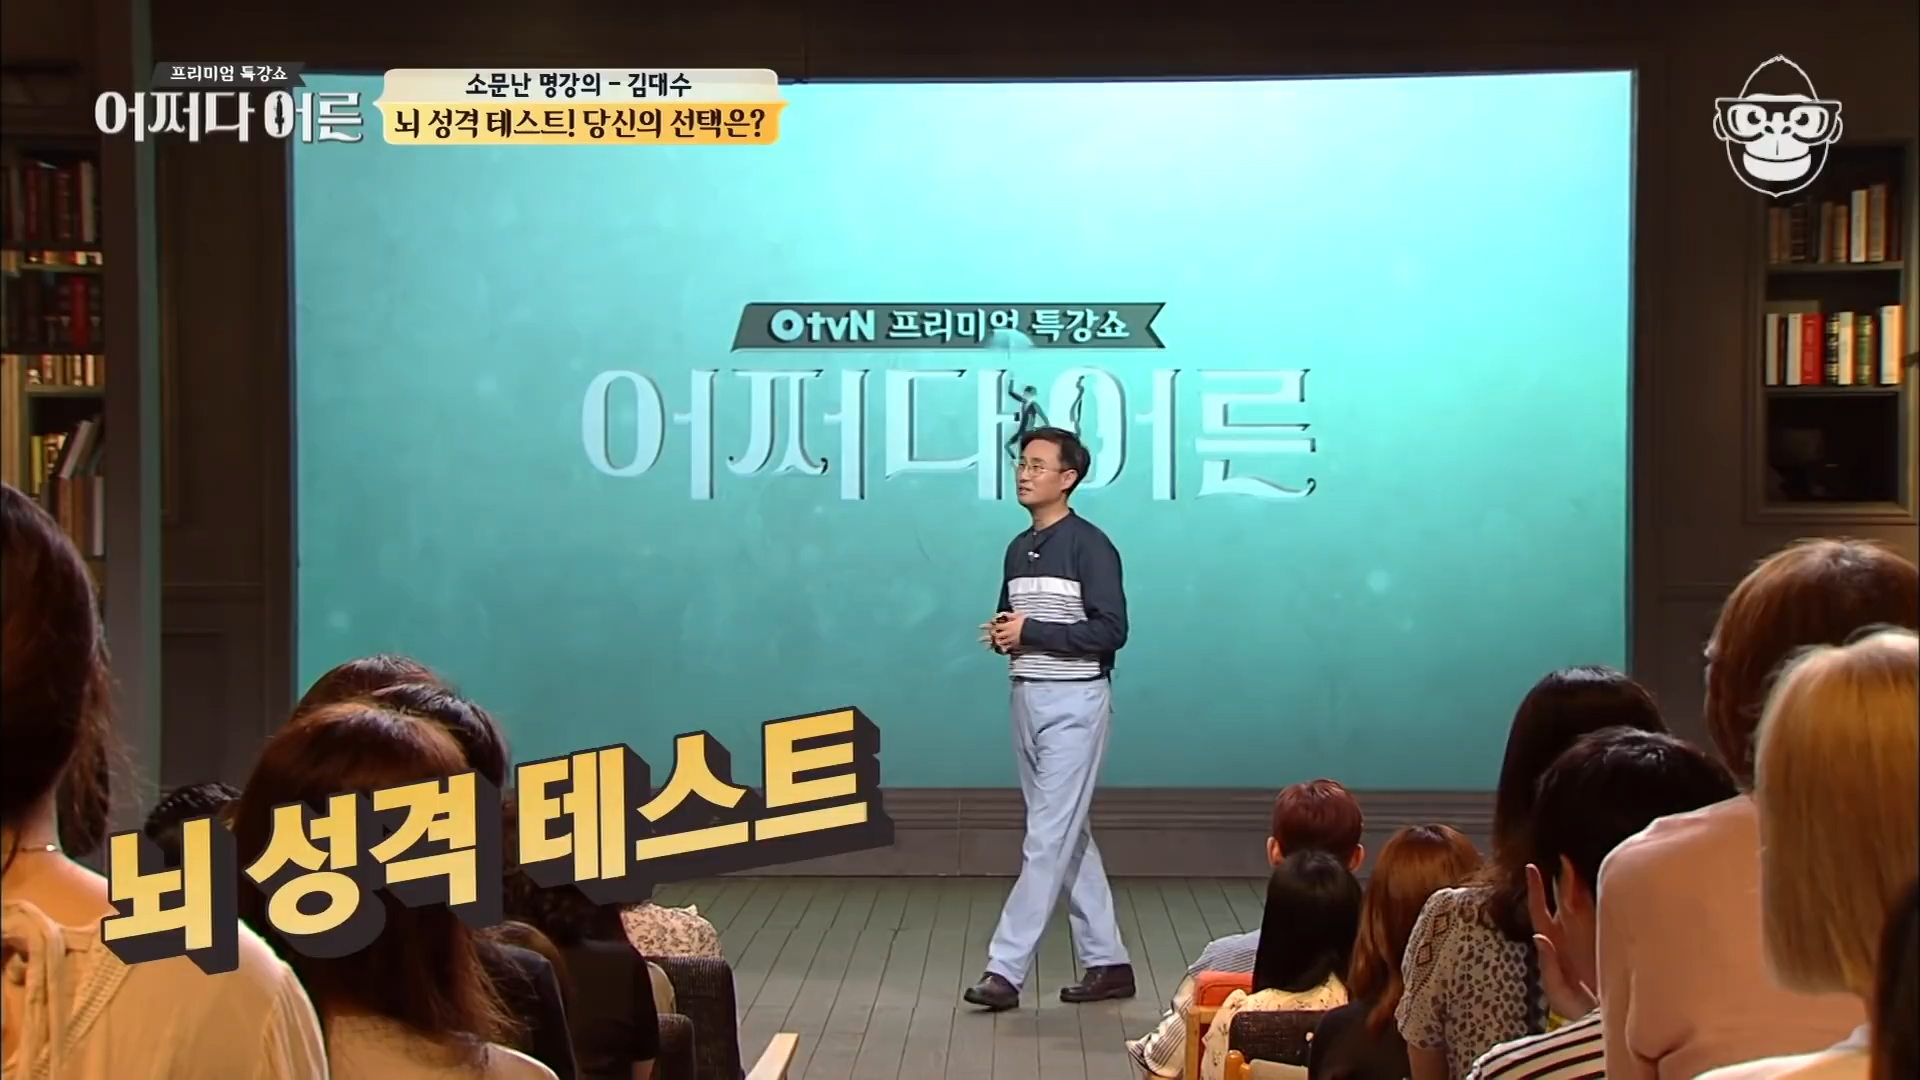 프리미엄 특강쇼
어쩌다 어른
소문난 명강의 - 김대수
뇌 성격 테스트! 당신의 선택은?
OtvN 프리미엄 특강쇼
어쩌다 어른
뇌 성격 테스트